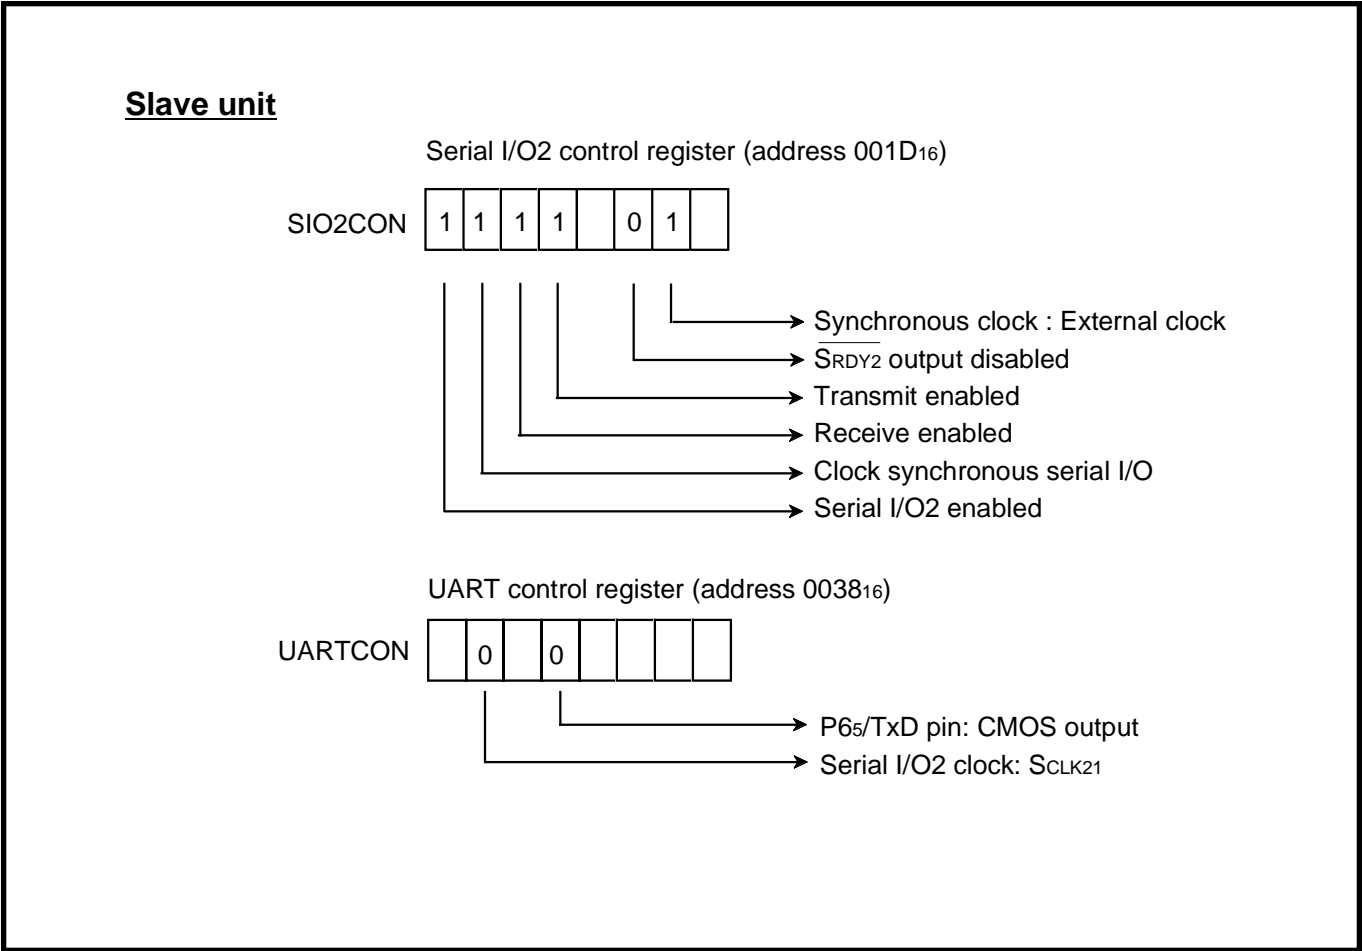 Slave unit
Serial I/O2 control register (address 001D16)
SIO2CON 1 1 1 1 0 1
Synchronous clock : External clock
SRDY2 output disabled
Transmit enabled
Receive enabled
Clock synchronous serial I/O
Serial I/O2 enabled
UART control register (address 003816)
UARTCON 0 0
P65/TxD pin: CMOS output
Serial I/O2 clock: SCLK21